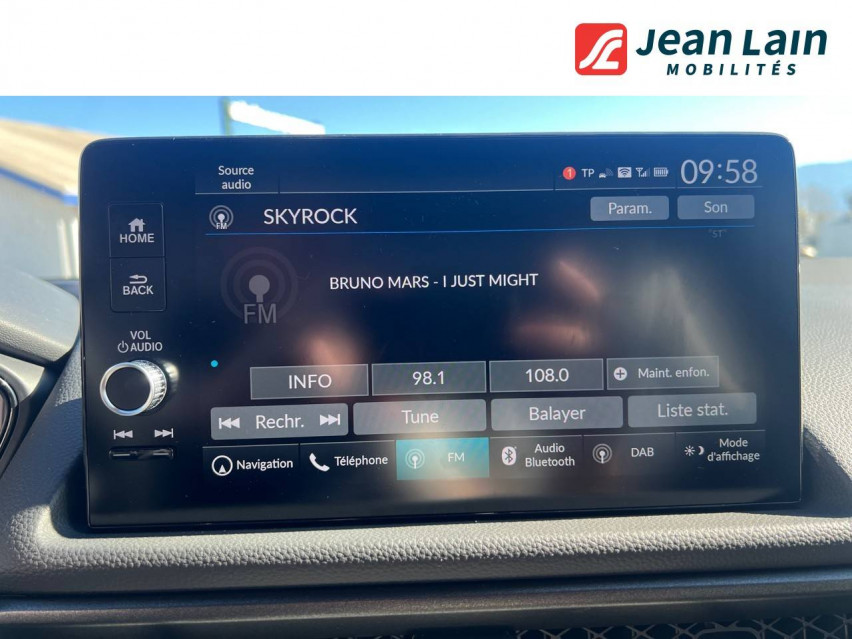 Jean Lain
MOBILITÉS
Source
audio
1 TP 09:58
HOME
FM SKYROCK Param. Son
"ST"
BACK
BRUNO MARS - I JUST MIGHT
FM
VOL
AUDIO
INFO 98.1 108.0 Maint. enfon.
Rechr. Tune Balayer Liste stat.
Navigation Téléphone FM Audio
Bluetooth DAB Mode
d'affichage